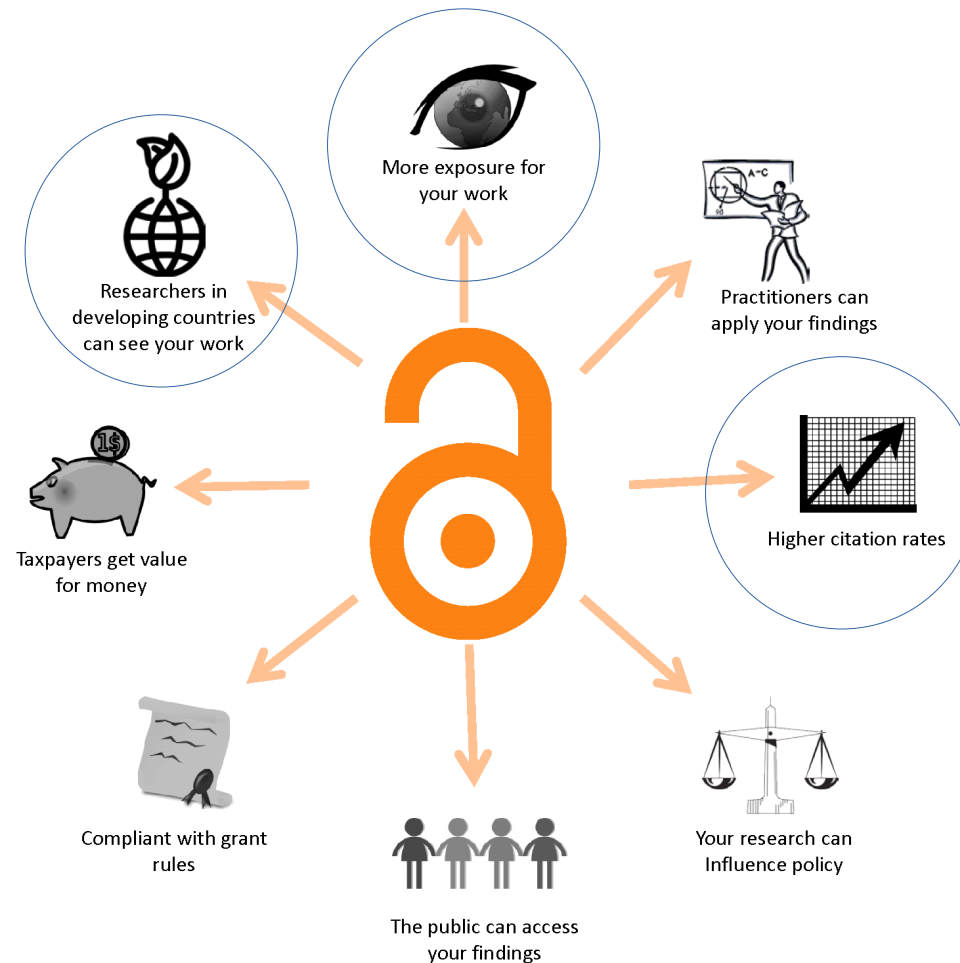 More exposure for
your work
A-C
90
Practitioners can
apply your findings
Researchers in
developing countries
can see your work
1$
Higher citation rates
Taxpayers get value
for money
Compliant with grant
rules
Your research can
Influence policy
The public can access
your findings